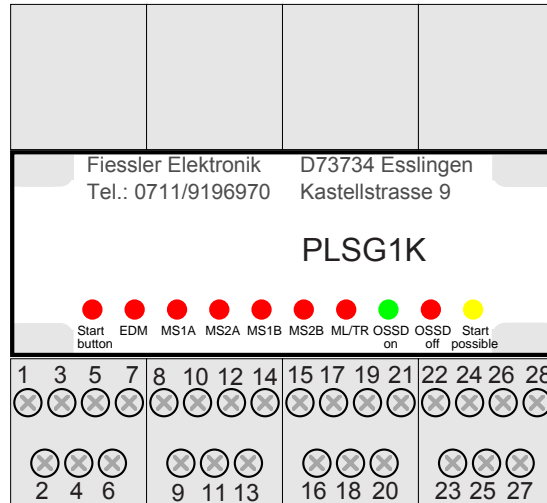 Fiessler Elektronik D73734 Esslingen
Tel.: 0711/9196970 Kastellstrasse 9
PLSG1K
Start button EDM MS1A MS2A MS1B MS2B ML/TR OSSD on OSSD off Start possible
1 3 5 7 8 10 12 14 15 17 19 21 22 24 26 28
2 4 6 9 11 13 16 18 20 23 25 27